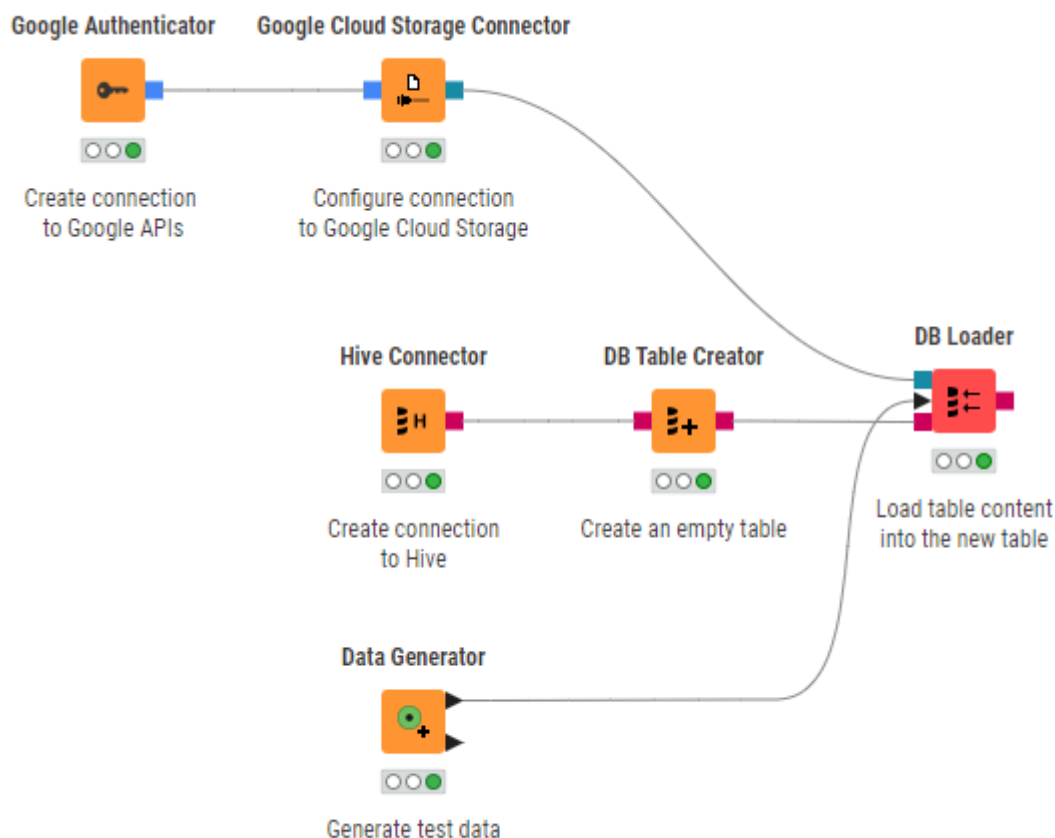 Google Authenticator
Google Cloud Storage Connector
Create connection
to Google APIs
Configure connection
to Google Cloud Storage
Hive Connector
DB Table Creator
DB Loader
H
Create connection
to Hive
Create an empty table
Load table content
into the new table
Data Generator
Generate test data